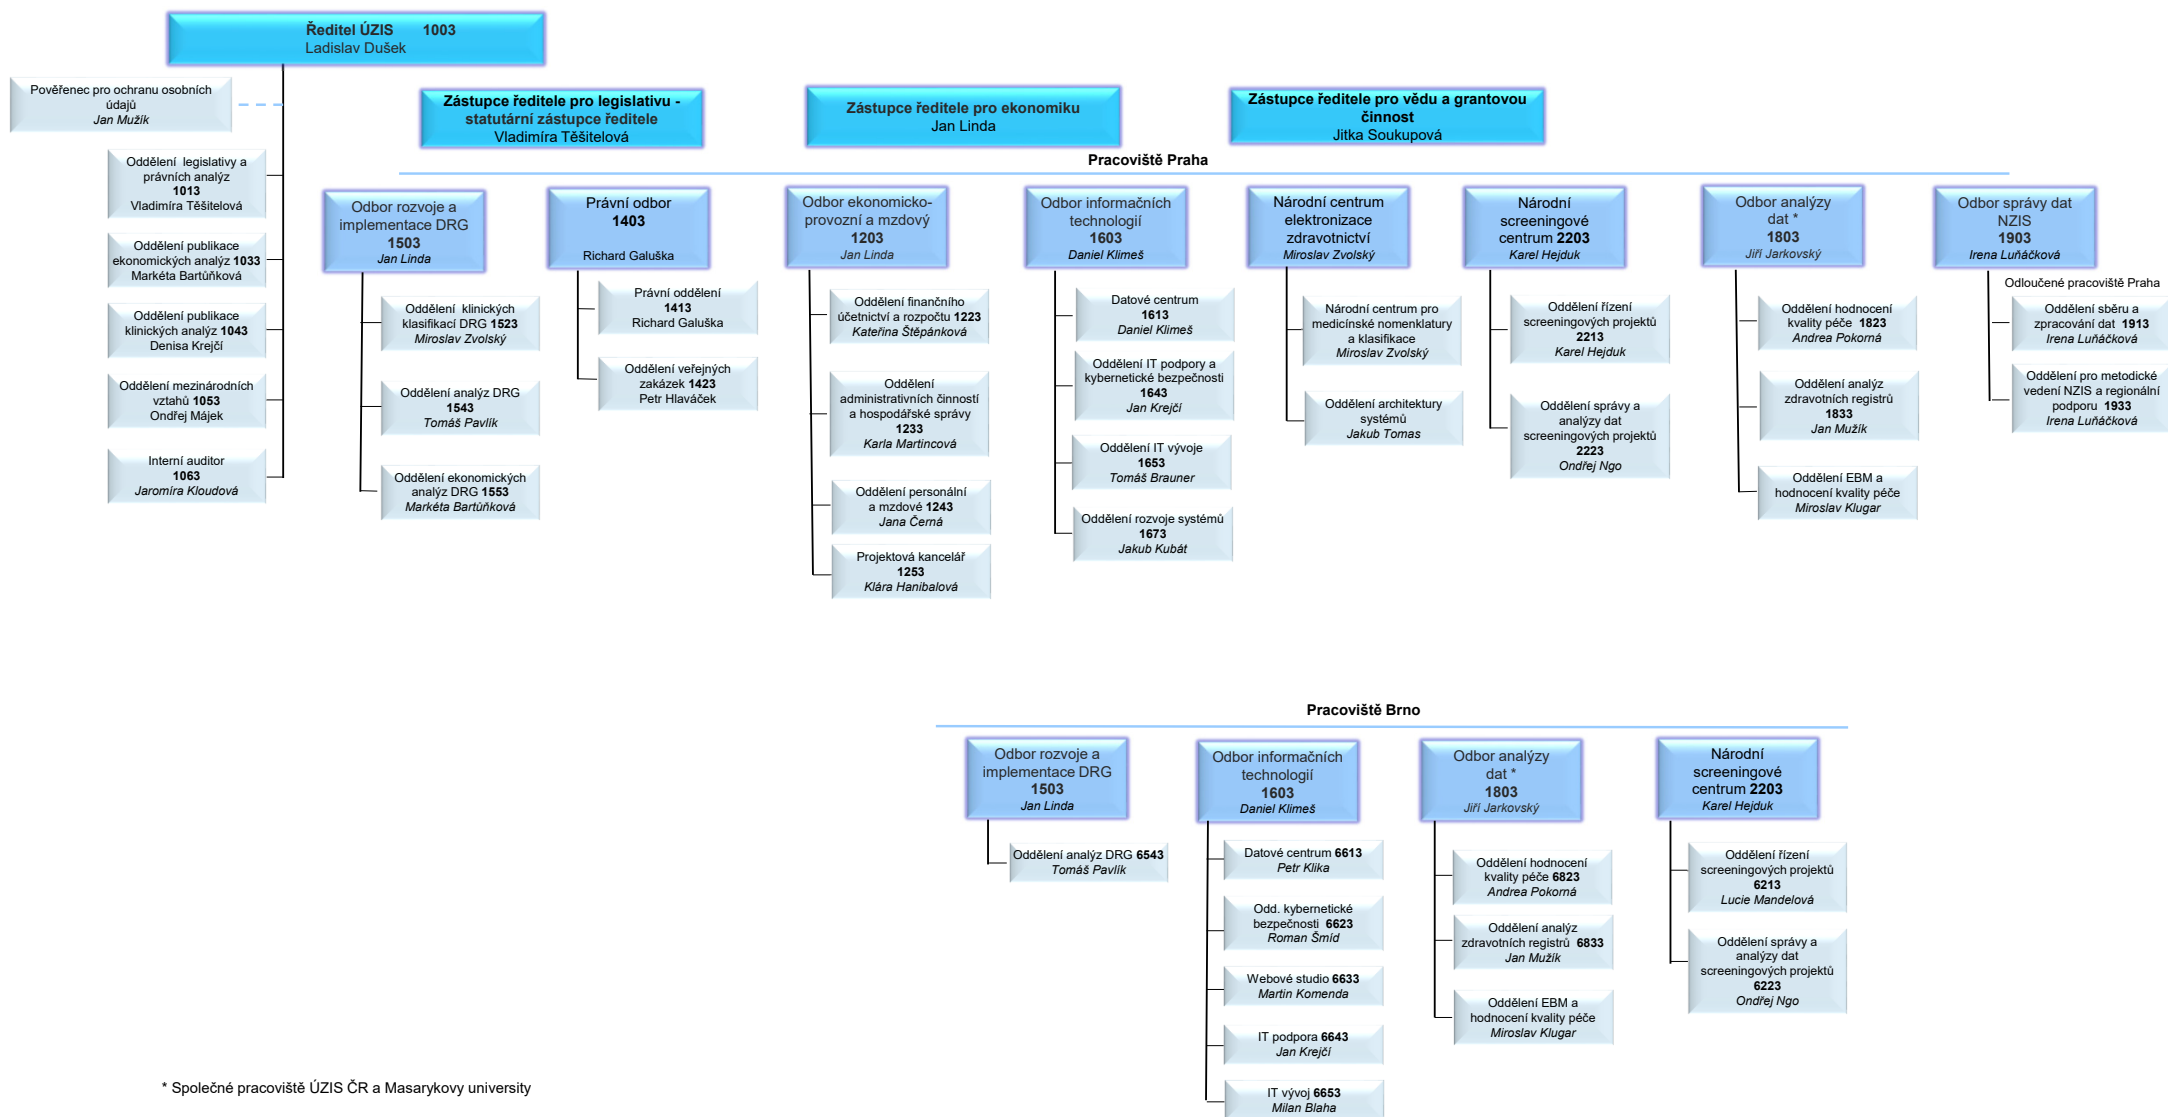 Ředitel ÚZIS 1003
Ladislav Dušek
Pověřenec pro ochranu osobních
údajů
Jan Mužík
Zástupce ředitele pro legislativu -
statutární zástupce ředitele
Vladimíra Těšitelová
Zástupce ředitele pro ekonomiku
Jan Linda
Zástupce ředitele pro vědu a grantovou
činnost
Jitka Soukupová
Oddělení legislativy a
právních analýz
1013
Vladimíra Těšitelová
Oddělení publikace
ekonomických analýz 1033
Markéta Bartůňková
Oddělení publikace
klinických analýz 1043
Denisa Krejčí
Oddělení mezinárodních
vztahů 1053
Ondřej Májek
Interní auditor
1063
Jaromíra Kloudová
Pracoviště Praha
Odbor rozvoje a
implementace DRG
1503
Jan Linda
Oddělení klinických
klasifikací DRG 1523
Miroslav Zvolský
Oddělení analýz DRG
1543
Tomáš Pavlík
Oddělení ekonomických
analýz DRG 1553
Markéta Bartůňková
Právní odbor
1403
Richard Galuška
Právní oddělení
1413
Richard Galuška
Oddělení veřejných
zakázek 1423
Petr Hlaváček
Odbor ekonomicko-
provozní a mzdový
1203
Jan Linda
Oddělení finančního
účetnictví a rozpočtu 1223
Kateřina Štěpánková
Oddělení
administrativních činností
a hospodářské správy
1233
Karla Martincová
Oddělení personální
a mzdové 1243
Jana Černá
Projektová kancelář
1253
Klára Hanibalová
Odbor informačních
technologií
1603
Daniel Klimeš
Datové centrum
1613
Daniel Klimeš
Oddělení IT podpory a
kybernetické bezpečnosti
1643
Jan Krejčí
Oddělení IT vývoje
1653
Tomáš Brauner
Oddělení rozvoje systémů
1673
Jakub Kubát
Národní centrum
elektronizace
zdravotnictví
Miroslav Zvolský
Národní centrum pro
medicínské nomenklatury
a klasifikace
Miroslav Zvolský
Oddělení architektury
systémů
Jakub Tomas
Národní
screeningové
centrum 2203
Karel Hejduk
Oddělení řízení
screeningových projektů
2213
Karel Hejduk
Oddělení správy a
analýzy dat
screeningových projektů
2223
Ondřej Ngo
Odbor analýzy
dat *
1803
Jiří Jarkovský
Oddělení hodnocení
kvality péče 1823
Andrea Pokorná
Oddělení analýz
zdravotních registrů
1833
Jan Mužík
Oddělení EBM a
hodnocení kvality péče
Miroslav Klugar
Odbor správy dat
NZIS
1903
Irena Luňáčková
Odloučené pracoviště Praha
Oddělení sběru a
zpracování dat 1913
Irena Luňáčková
Oddělení pro metodické
vedení NZIS a regionální
podporu 1933
Irena Luňáčková
Pracoviště Brno
Odbor rozvoje a
implementace DRG
1503
Jan Linda
Oddělení analýz DRG 6543
Tomáš Pavlík
Odbor informačních
technologií
1603
Daniel Klimeš
Datové centrum 6613
Petr Klika
Odd. kybernetické
bezpečnosti 6623
Roman Šmíd
Webové studio 6633
Martin Komenda
IT podpora 6643
Jan Krejčí
IT vývoj 6653
Milan Blaha
Odbor analýzy
dat *
1803
Jiří Jarkovský
Oddělení hodnocení
kvality péče 6823
Andrea Pokorná
Oddělení analýz
zdravotních registrů 6833
Jan Mužík
Oddělení EBM a
hodnocení kvality péče
Miroslav Klugar
Národní
screeningové
centrum 2203
Karel Hejduk
Oddělení řízení
screeningových projektů
6213
Lucie Mandelová
Oddělení správy a
analýzy dat
screeningových projektů
6223
Ondřej Ngo
* Společné pracoviště ÚZIS ČR a Masarykovy university